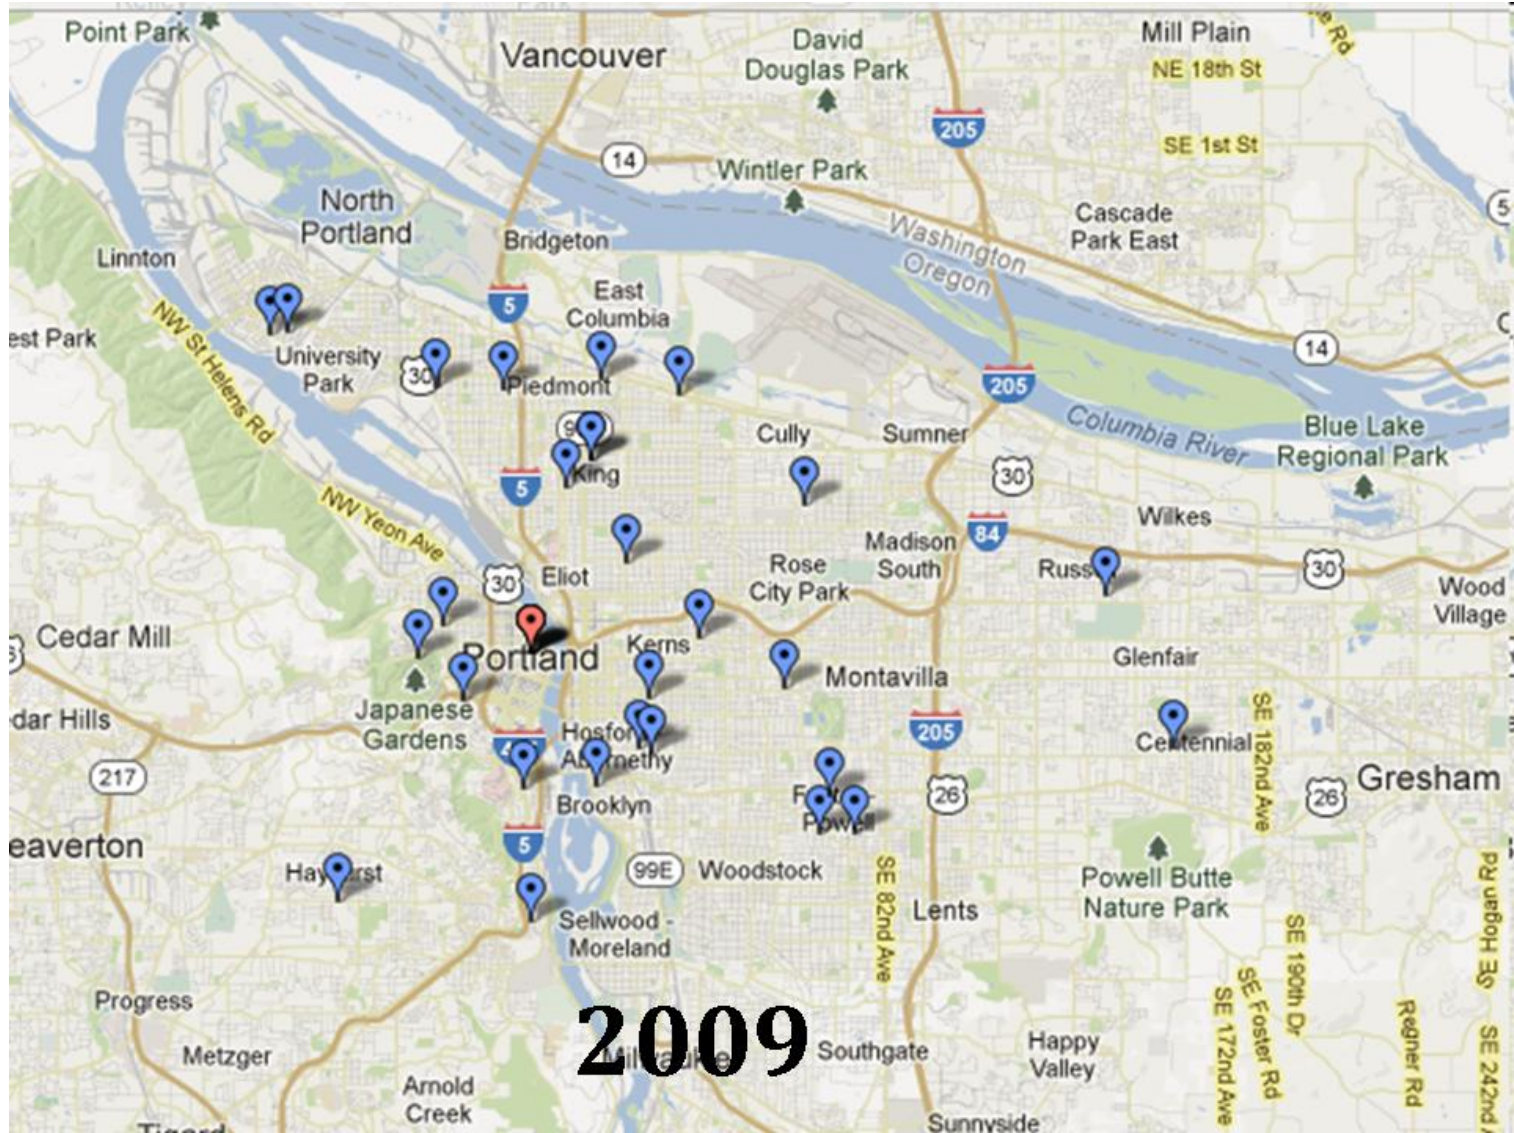 Point Park
Vancouver
David
Douglas Park
Mill Plain
NE 18th St
205
SE 1st St
14
Wintler Park
North
Portland
Bridgeton
Washington
Oregon
Cascade
Park East
Linnton
5
East
Columbia
NW St Helens Rd
est Park
University
Park
30
Piedmont
14
205
Columbia River
Blue Lake
Regional Park
Cully
Sumner
King
5
30
NW Yeon Ave
Wilkes
84
Madison
South
Rose
City Park
30
Eliot
30
Wood
Village
Cedar Mill
Portland
Kerns
Glenfair
Montavilla
Japanese
Gardens
dar Hills
205
SE 182nd Ave
217
Brooklyn
26
26
Gresham
eaverton
5
99E
Woodstock
SE 82nd Ave
Powell Butte
Nature Park
Lents
Sellwood -
Moreland
SE 190th Dr
SE Hogan Rd
Progress
2009
SE Foster Rd
SE 172nd Ave
Regner Rd
SE 242nd
Metzger
Southgate
Happy
Valley
Arnold
Creek
Sunnyside